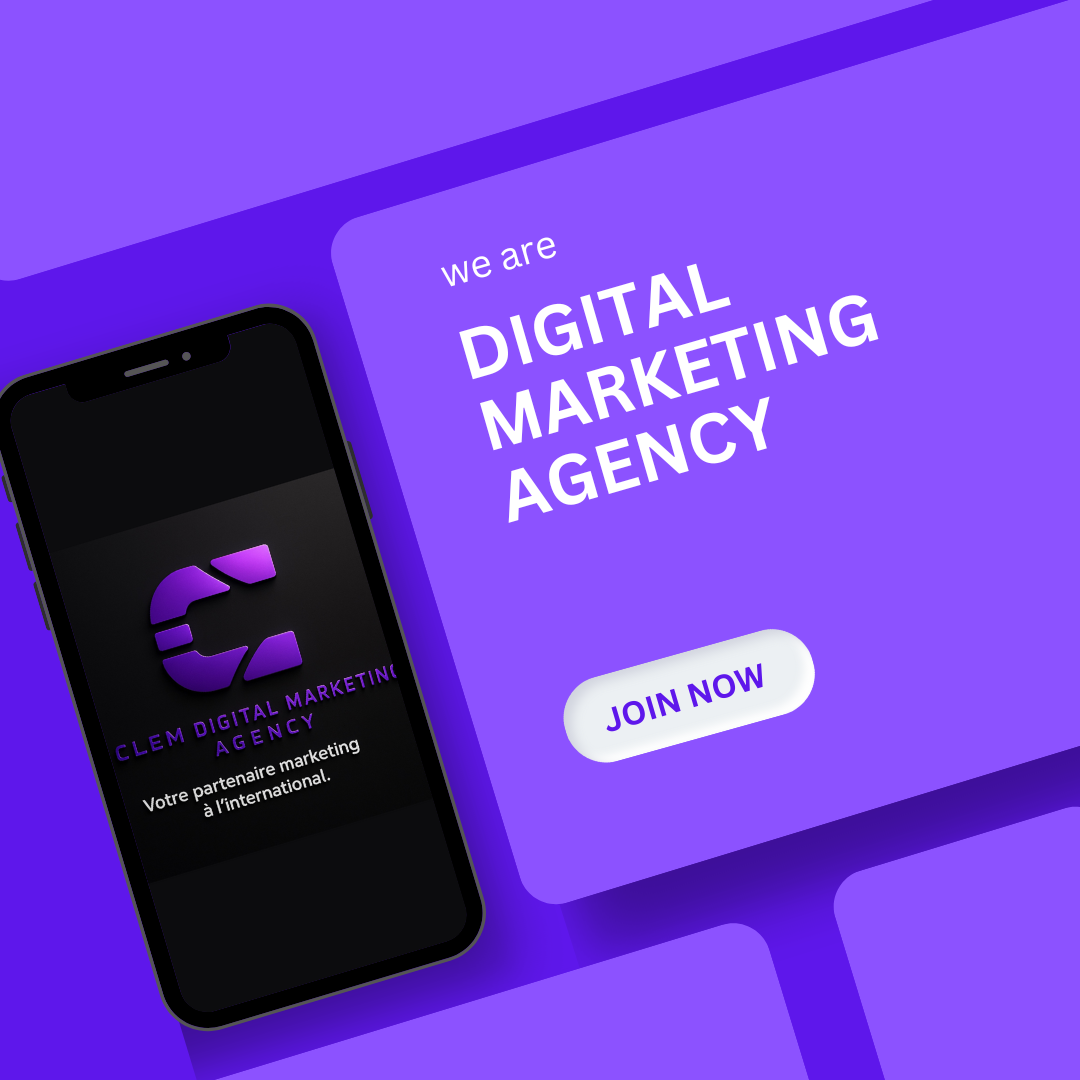 we are
DIGITAL
MARKETING
AGENCY
JOIN NOW
CLEM DIGITAL MARKETING
AGENCY
Votre partenaire marketing
à l'international.